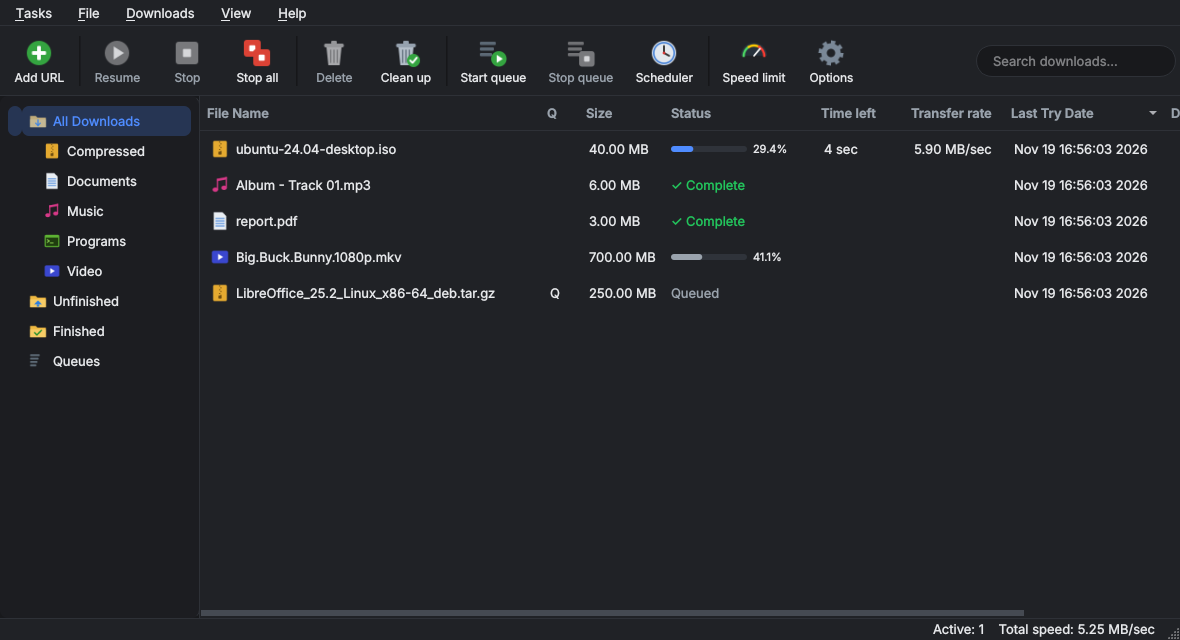 Tasks File Downloads View Help
Add URL Resume Stop Stop all Delete Clean up Start queue Stop queue Scheduler Speed limit Options Search downloads...
All Downloads
Compressed
Documents
Music
Programs
Video
Unfinished
Finished
Queues
File Name Q Size Status Time left Transfer rate Last Try Date D
ubuntu-24.04-desktop.iso 40.00 MB 29.4% 4 sec 5.90 MB/sec Nov 19 16:56:03 2026
Album - Track 01.mp3 6.00 MB ✓ Complete Nov 19 16:56:03 2026
report.pdf 3.00 MB ✓ Complete Nov 19 16:56:03 2026
Big.Buck.Bunny.1080p.mkv 700.00 MB 41.1% Nov 19 16:56:03 2026
LibreOffice_25.2_Linux_x86-64_deb.tar.gz Q 250.00 MB Queued Nov 19 16:56:03 2026
Active: 1 Total speed: 5.25 MB/sec